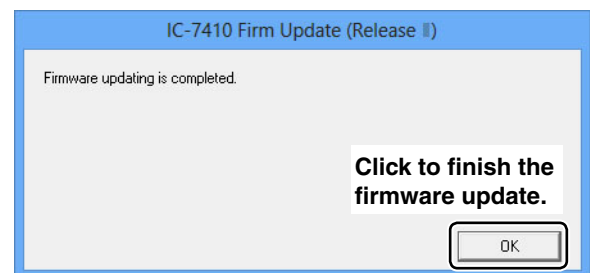 IC-7410 Firm Update (Release )
Firmware updating is completed.
Click to finish the
firmware update.
OK